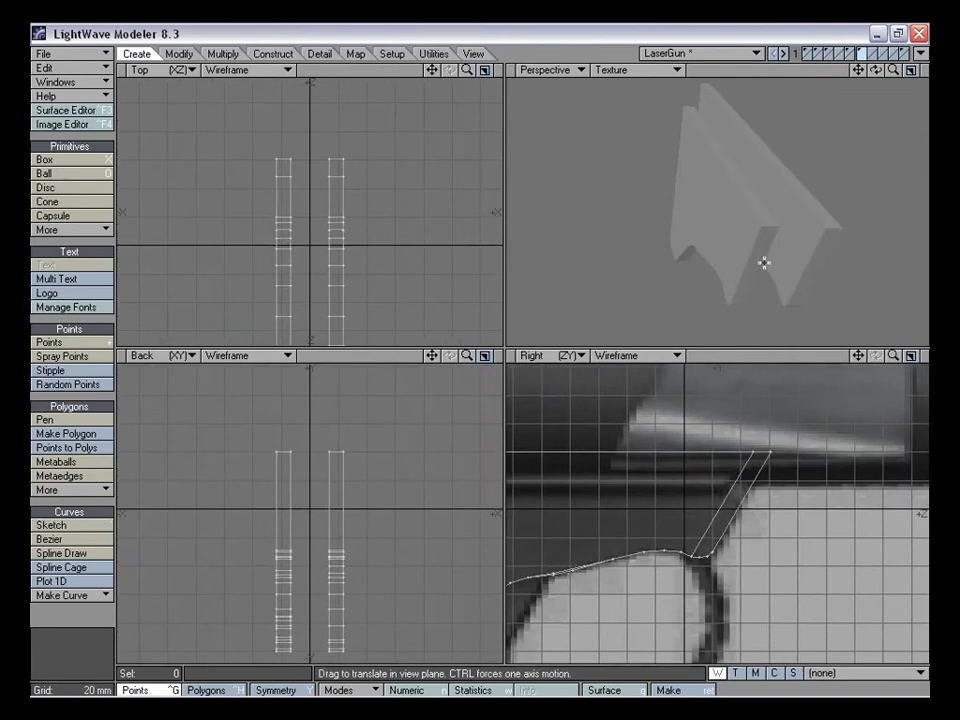 LightWave Modeler 8.3
File Create Modify Multiply Construct Detail Map Setup Utilities View LaserGun * 1
Edit Top (XZ) Wireframe Perspective Texture
Windows
Help
Surface Editor F3
Image Editor ^F4
Primitives
Box X
Ball O
Disc
Cone
Capsule
More
Text
Text
Multi Text
Logo
Manage Fonts
Points
Points +
Spray Points
Stipple
Random Points
Polygons
Pen
Make Polygon
Points to Polys
Metaballs
Metaedges
More
Curves
Sketch
Bezier
Spline Draw
Spline Cage
Plot 1D
Make Curve
Back (XY) Wireframe Right (ZY) Wireframe
Sel: 0 Drag to translate in view plane. CTRL forces one axis motion. W T M C S (none)
Grid: 20 mm Points ^G Polygons ^H Symmetry Y Modes Numeric n Statistics w Info Surface q Make ret